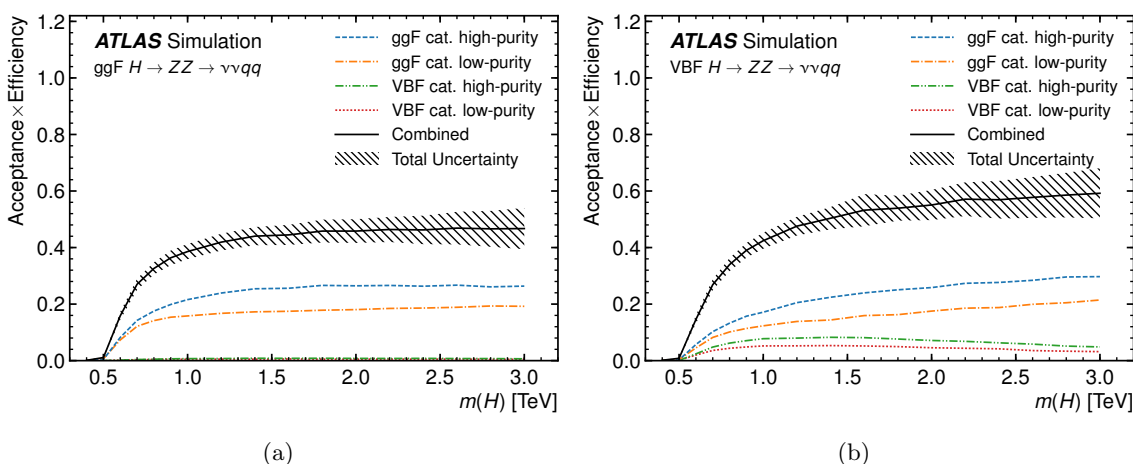 ATLAS Simulation
ggF H → ZZ → ννqq
ggF cat. high-purity
ggF cat. low-purity
VBF cat. high-purity
VBF cat. low-purity
Combined
Total Uncertainty
Acceptance×Efficiency
1.2
1.0
0.8
0.6
0.4
0.2
0.0
0.5 1.0 1.5 2.0 2.5 3.0
m(H) [TeV]
(a)
ATLAS Simulation
VBF H → ZZ → ννqq
ggF cat. high-purity
ggF cat. low-purity
VBF cat. high-purity
VBF cat. low-purity
Combined
Total Uncertainty
Acceptance×Efficiency
1.2
1.0
0.8
0.6
0.4
0.2
0.0
0.5 1.0 1.5 2.0 2.5 3.0
m(H) [TeV]
(b)